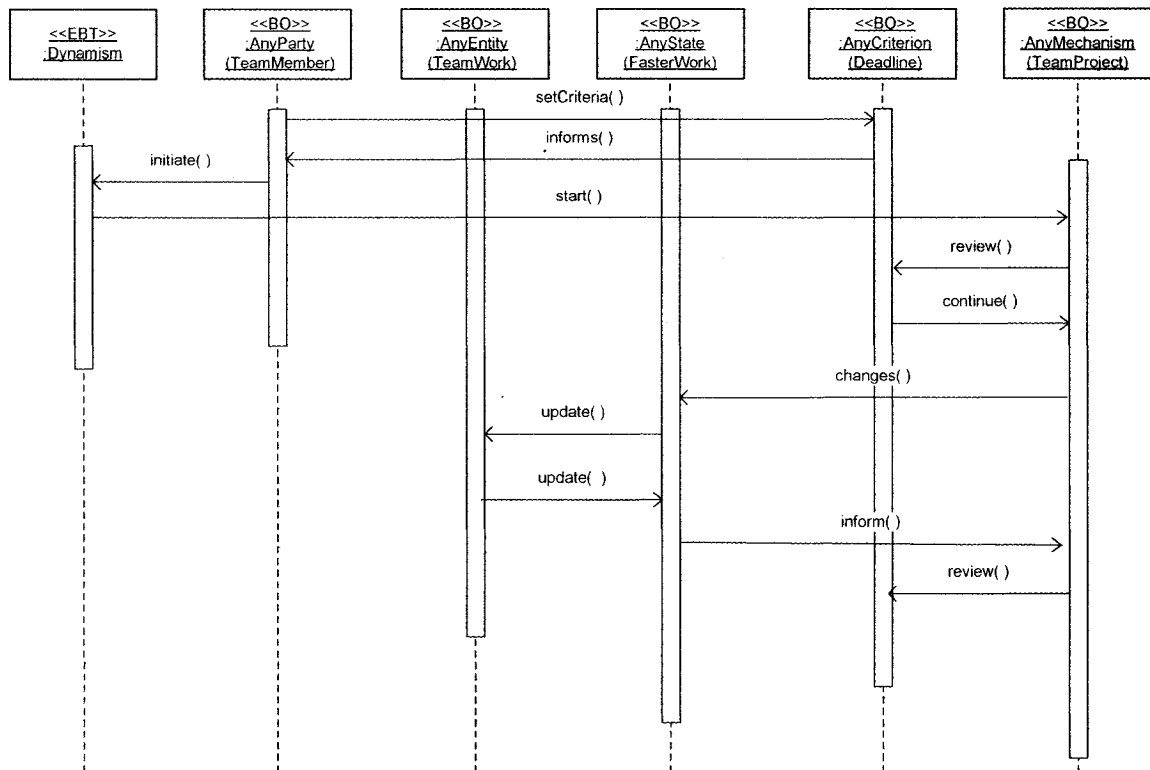 <<EBT>>
:Dynamism
<<BO>>
:AnyParty
(TeamMember)
<<BO>>
:AnyEntity
(TeamWork)
<<BO>>
:AnyState
(FasterWork)
<<BO>>
:AnyCriterion
(Deadline)
<<BO>>
:AnyMechanism
(TeamProject)
setCriteria( )
informs( )
initiate( )
start( )
review( )
continue( )
changes( )
update( )
update( )
inform( )
review( )